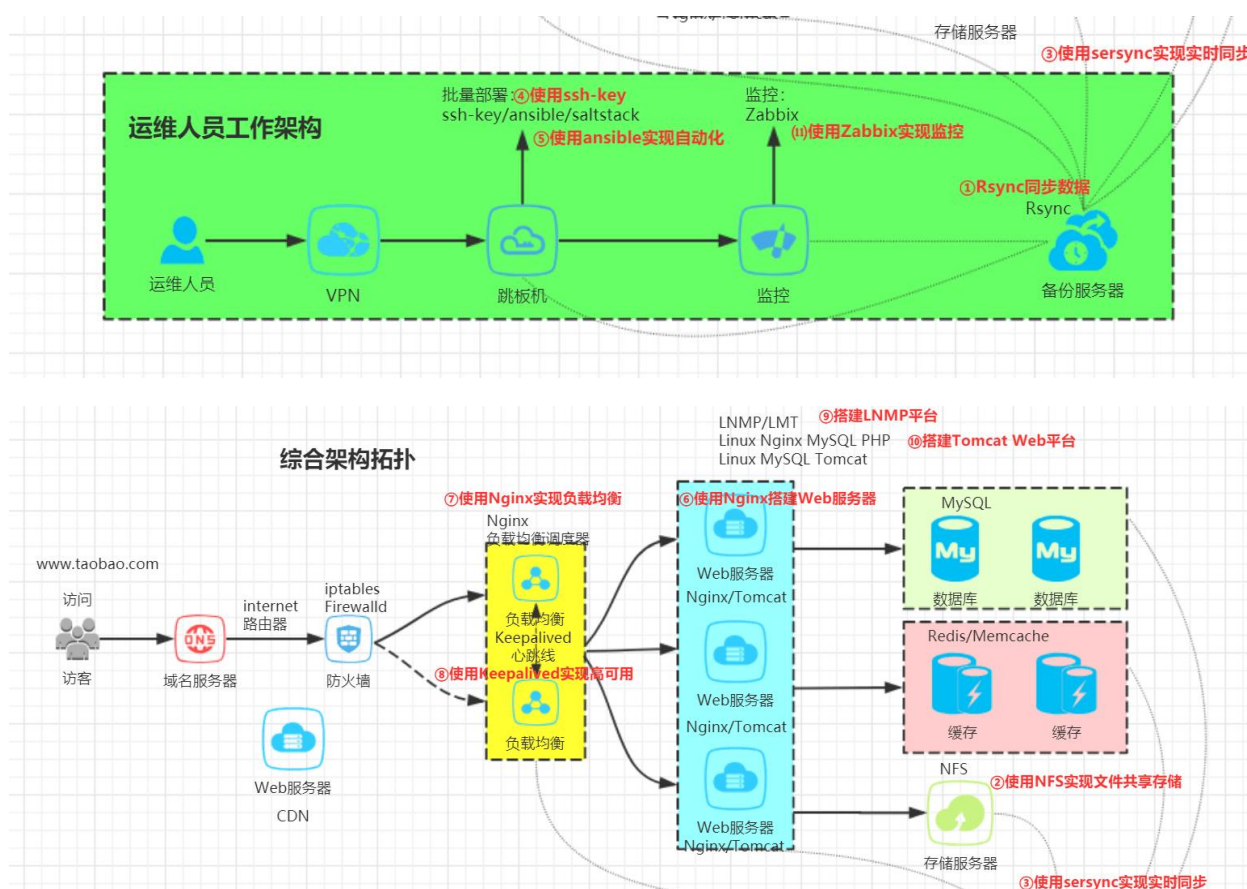 存储服务器
③使用sersync实现实时同步
运维人员工作架构
批量部署：④使用ssh-key
ssh-key/ansible/saltstack
⑤使用ansible实现自动化
监控：
Zabbix
⑾使用Zabbix实现监控
①Rsync同步数据
Rsync
运维人员
VPN
跳板机
监控
备份服务器
综合架构拓扑
LNMP/LMT
⑨搭建LNMP平台
Linux Nginx MySQL PHP
⑩搭建Tomcat Web平台
Linux MySQL Tomcat
⑦使用Nginx实现负载均衡
Nginx
负载均衡调度器
⑥使用Nginx搭建Web服务器
MySQL
My
My
数据库
数据库
www.taobao.com
访问
访客
internet
路由器
DNS
域名服务器
iptables
Firewalld
防火墙
负载均衡
Keepalived
心跳线
⑧使用Keepalived实现高可用
负载均衡
Web服务器
Nginx/Tomcat
Web服务器
Nginx/Tomcat
Web服务器
Nginx/Tomcat
Redis/Memcache
缓存
缓存
Web服务器
CDN
NFS
②使用NFS实现文件共享存储
存储服务器
③使用sersync实现实时同步